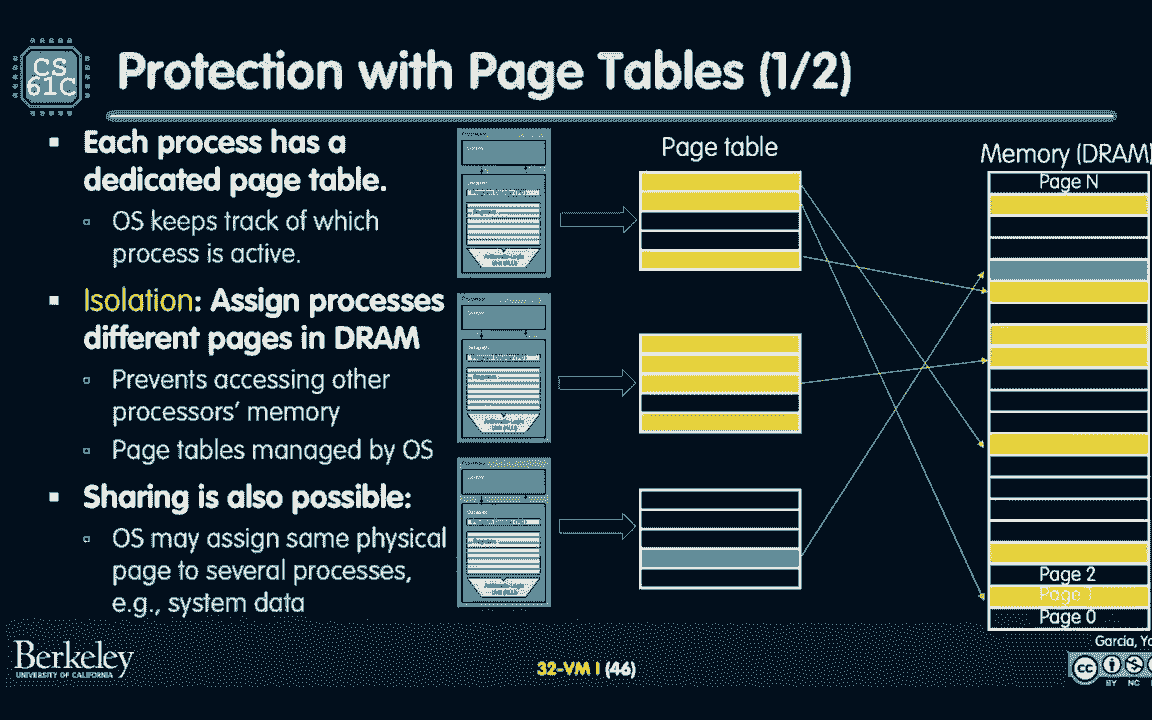 CS
61C
Protection with Page Tables (1/2)
Each process has a
dedicated page table.
OS keeps track of which
process is active.
Isolation: Assign processes
different pages in DRAM
Prevents accessing other
processors’ memory
Page tables managed by OS
Sharing is also possible:
OS may assign same physical
page to several processes,
e.g., system data
Page table
Memory (DRAM)
Page N
Page 2
Page 1
Page 0
Berkeley
UNIVERSITY OF CALIFORNIA
32-VM I (46)
Garcia,
cc
BY NC